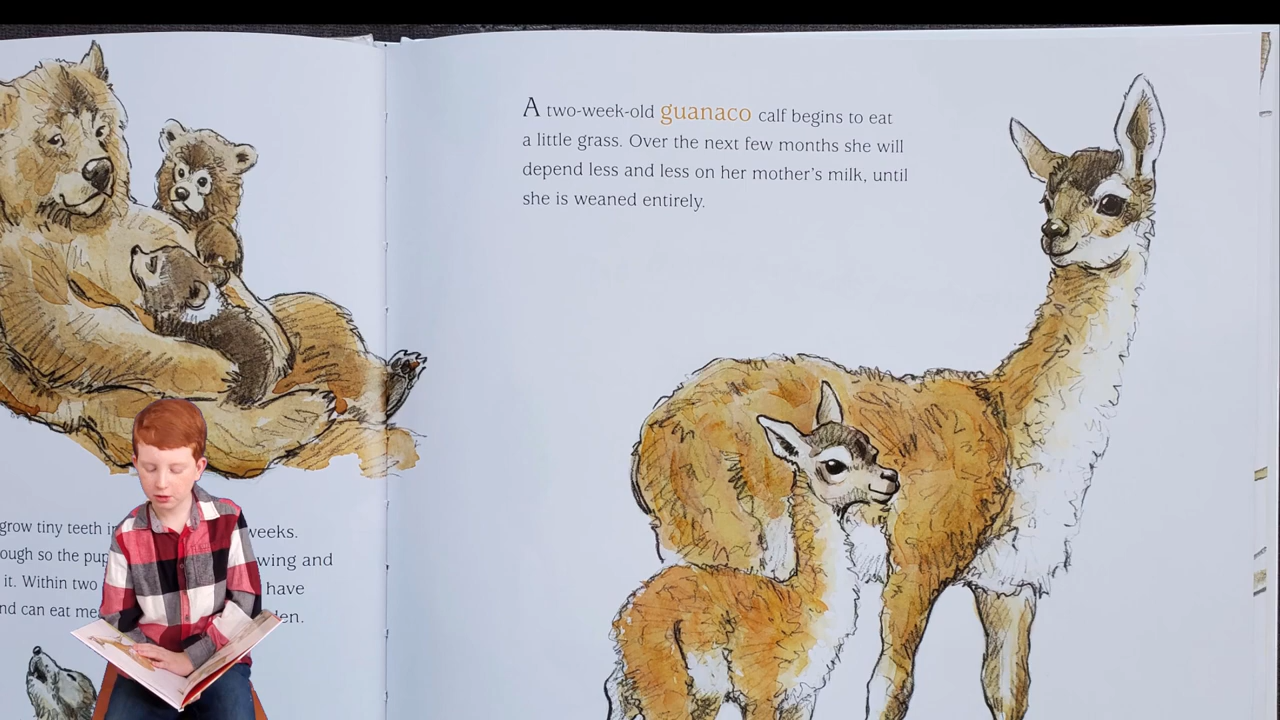 grow tiny teeth weeks.
ough so the pup wing and
it. Within two have
nd can eat me en.
A two-week-old guanaco calf begins to eat
a little grass. Over the next few months she will
depend less and less on her mother's milk, until
she is weaned entirely.